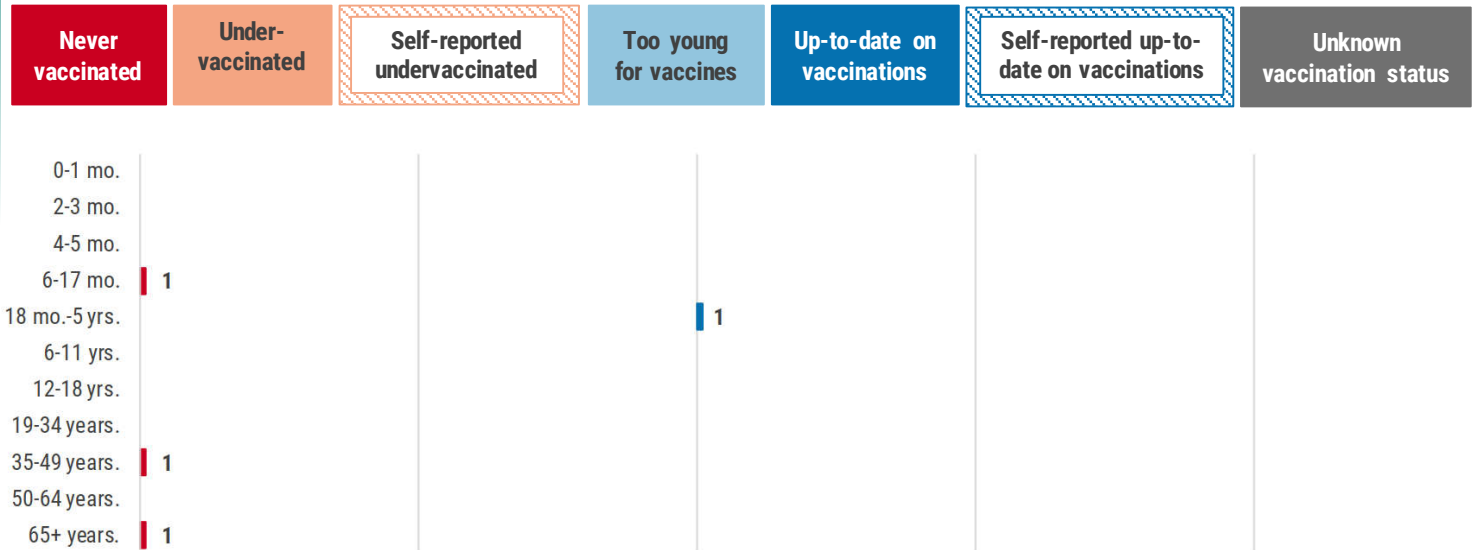 Never
vaccinated
Under-
vaccinated
Self-reported
undervaccinated
Too young
for vaccines
Up-to-date on
vaccinations
Self-reported up-to-
date on vaccinations
Unknown
vaccination status
0-1 mo.
2-3 mo.
4-5 mo.
6-17 mo. 1
18 mo.-5 yrs. 1
6-11 yrs.
12-18 yrs.
19-34 years.
35-49 years. 1
50-64 years.
65+ years. 1